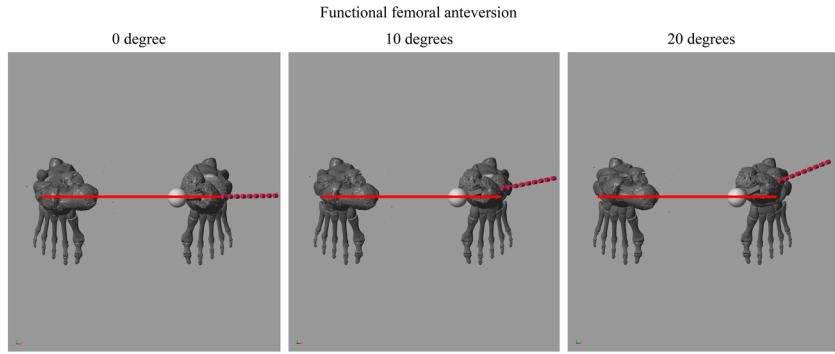 Functional femoral anteversion
0 degree
10 degrees
20 degrees